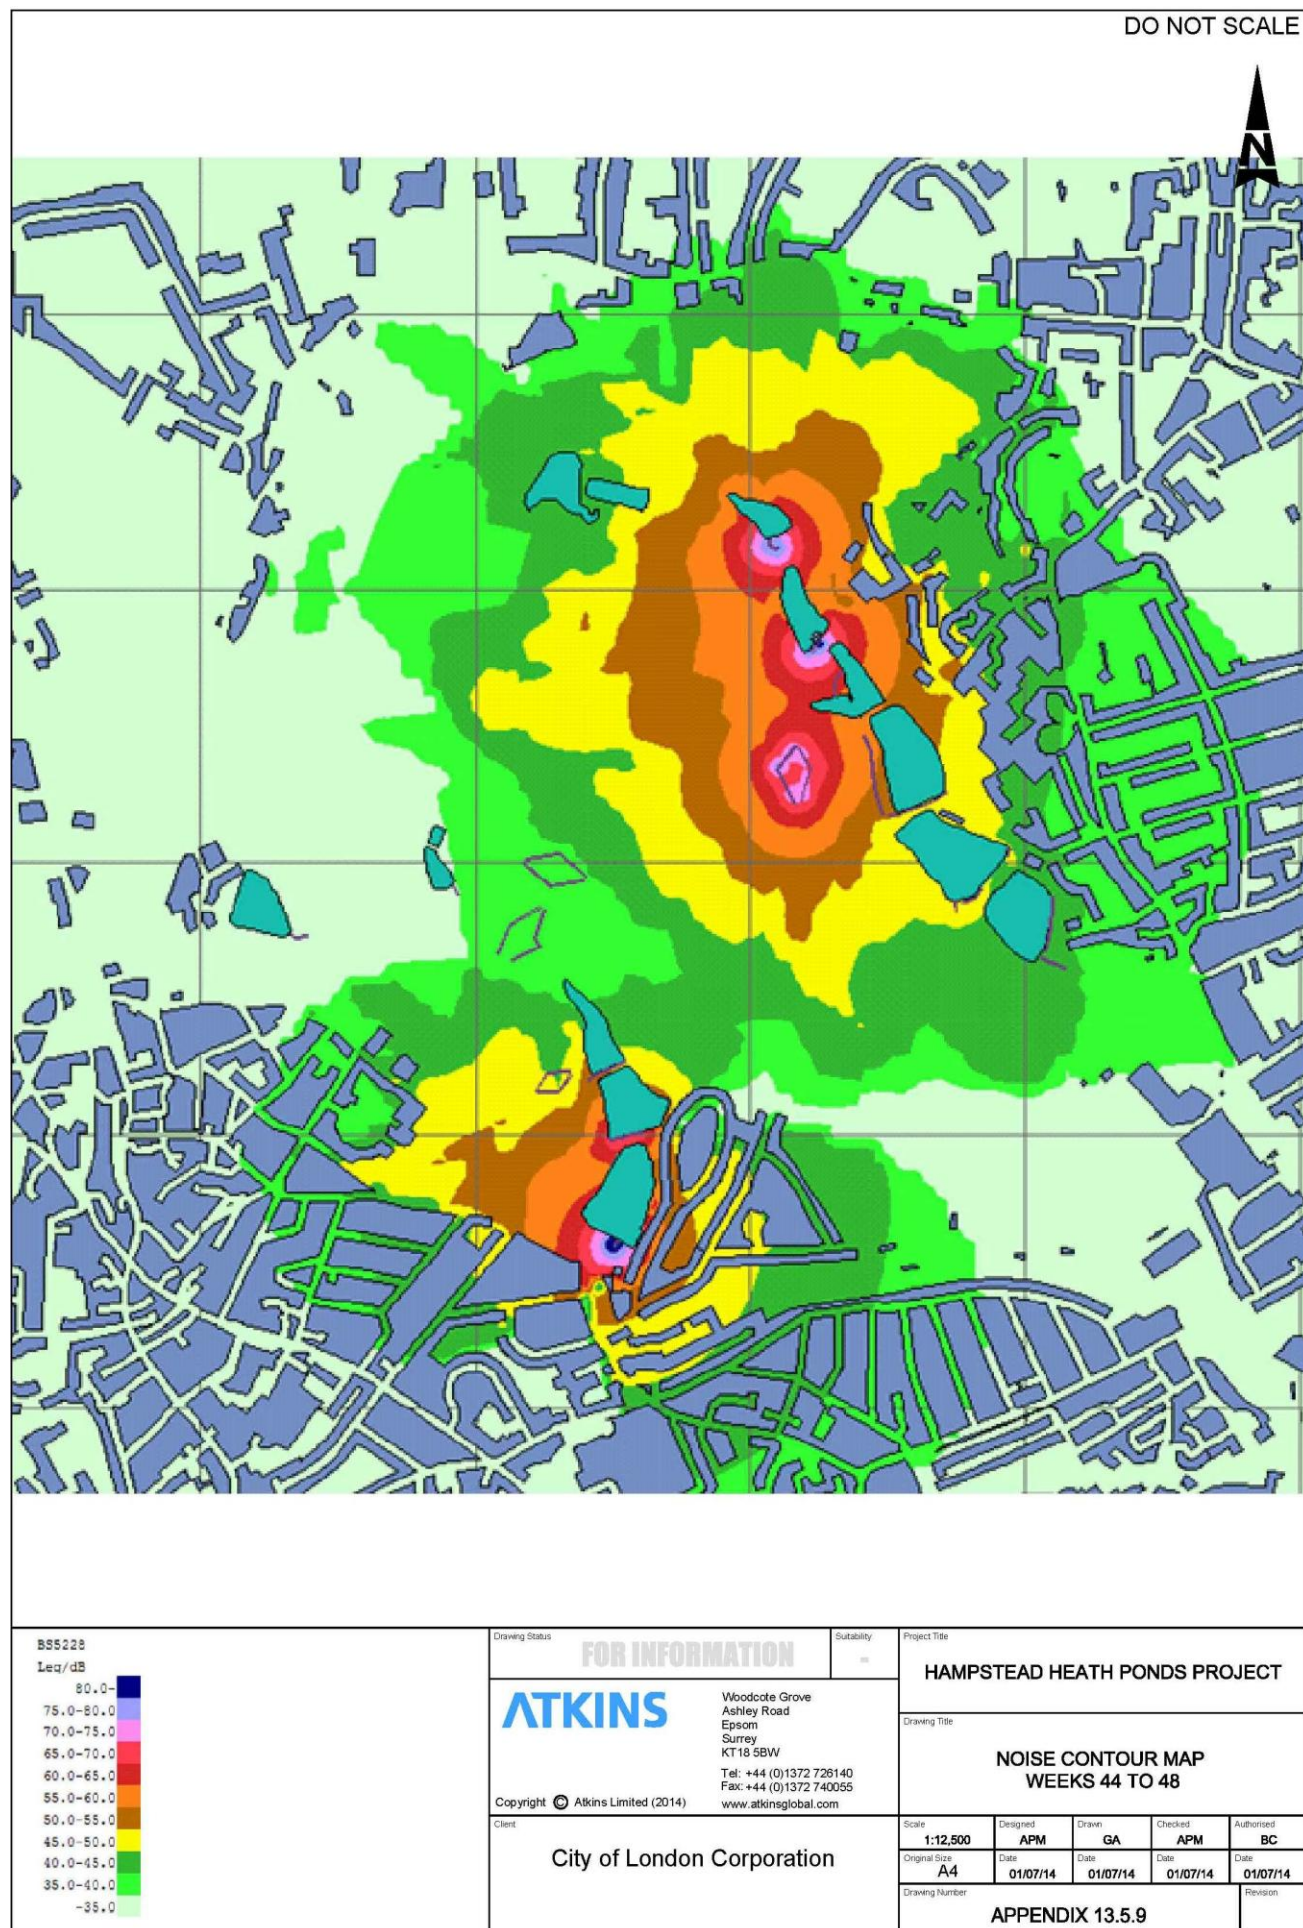 DO NOT SCALE
N
BS5228
Leq/dB
80.0-
75.0-80.0
70.0-75.0
65.0-70.0
60.0-65.0
55.0-60.0
50.0-55.0
45.0-50.0
40.0-45.0
35.0-40.0
-35.0
Drawing Status
FOR INFORMATION
Suitability
-
ATKINS
Woodcote Grove
Ashley Road
Epsom
Surrey
KT18 5BW
Tel: +44 (0)1372 726140
Fax: +44 (0)1372 740055
www.atkinsglobal.com
Copyright © Atkins Limited (2014)
Client
City of London Corporation
Project Title
HAMPSTEAD HEATH PONDS PROJECT
Drawing Title
NOISE CONTOUR MAP
WEEKS 44 TO 48
Scale
1:12,500
Designed
APM
Drawn
GA
Checked
APM
Authorised
BC
Original Size
A4
Date
01/07/14
Date
01/07/14
Date
01/07/14
Date
01/07/14
Drawing Number
APPENDIX 13.5.9
Revision